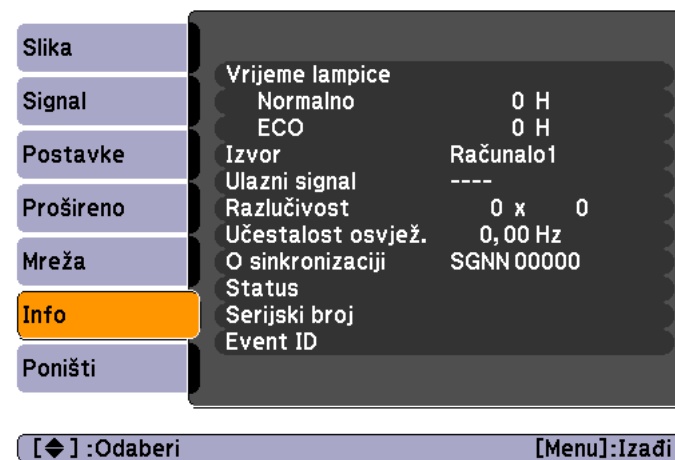 Slika
Signal
Postavke
Prošireno
Mreža
Info
Poništi
Vrijeme lampice
Normalno 0 H
ECO 0 H
Izvor Računalo1
Ulazni signal ----
Razlučivost 0 x 0
Učestalost osvjež. 0,00 Hz
O sinkronizaciji SGNN 00000
Status
Serijski broj
Event ID
[◆] :Odaberi [Menu]:Izađi